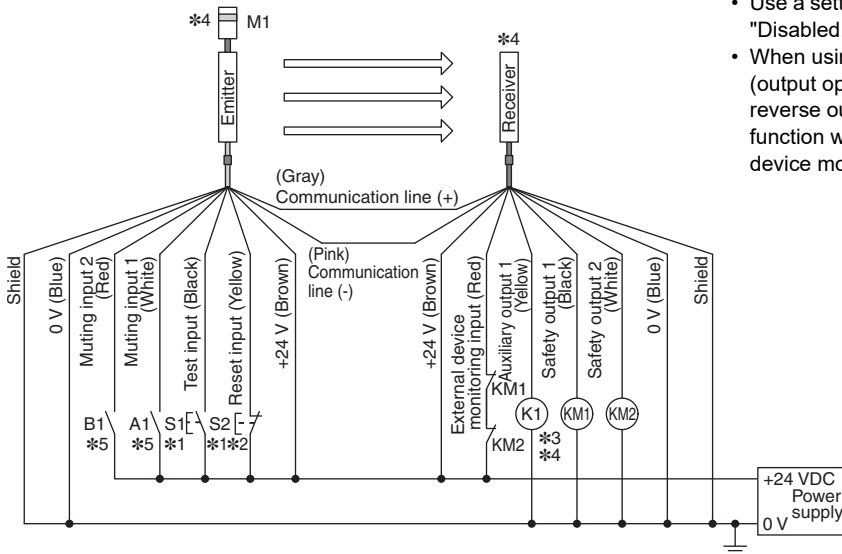 • Use a sett
"Disabled
• When usin
(output op
reverse ou
function w
device mo
✱4
M1
✱4
Emitter
Receiver
(Gray)
Communication line (+)
(Pink)
Communication
line (-)
Shield
0 V (Blue)
Muting input 2
(Red)
Muting input 1
(White)
Test input (Black)
Reset input (Yellow)
+24 V (Brown)
+24 V (Brown)
External device
monitoring input (Red)
Auxiliary output 1
(Yellow)
Safety output 1
(Black)
Safety output 2
(White)
0 V (Blue)
Shield
B1
✱5
A1
✱5
S1
✱1
S2
✱1✱2
KM1
KM2
K1
✱3
✱4
KM1
KM2
+24 VDC
Power
supply
0 V